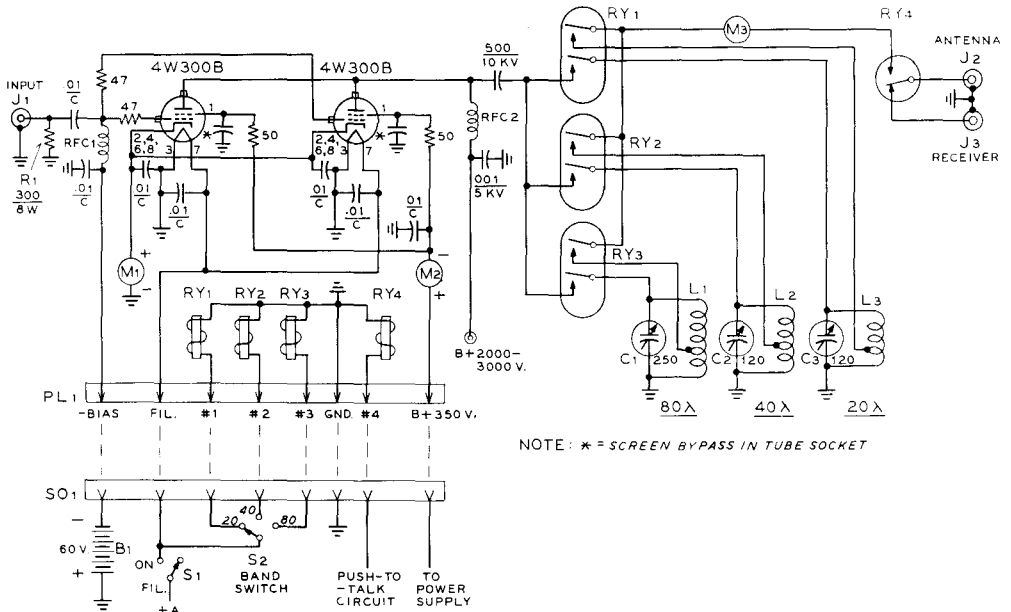 INPUT
J1
R1
300
8W
.01
C
47
47
RFC1
.01
C
4W300B
4W300B
1
*
50
2,4,
6,8
3
7
.01
C
.01
C
1
*
50
2,4,
6,8
3
7
.01
C
.01
C
.01
C
+
M1
-
-
M2
+
RFC2
.001
5 KV
500
10 KV
B+2000-
3000 V.
RY1
RY2
RY3
M3
RY4
ANTENNA
J2
J3
RECEIVER
L1
L2
L3
C1
250
C2
120
C3
120
80λ
40λ
20λ
RY1
RY2
RY3
RY4
PL1
-BIAS
FIL.
#1
#2
#3
GND.
#4
B+350 V.
NOTE: * = SCREEN BYPASS IN TUBE SOCKET
SO1
-
60 V.
B1
+
ON
S1
FIL.
+A
20
40
80
S2
BAND
SWITCH
PUSH-TO
-TALK
CIRCUIT
TO
POWER
SUPPLY